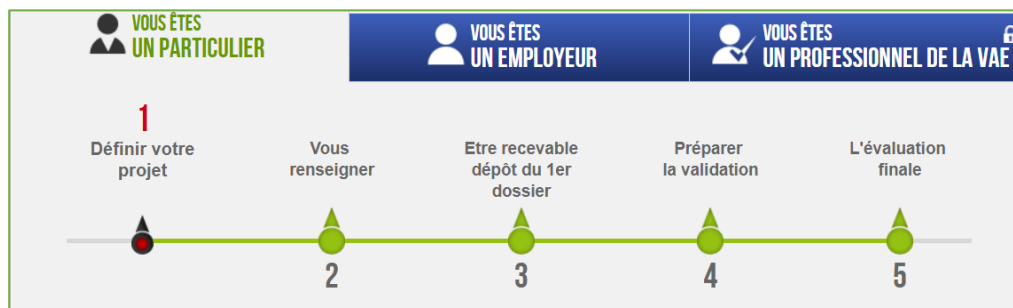 VOUS ÊTES
UN PARTICULIER
VOUS ÊTES
UN EMPLOYEUR
VOUS ÊTES
UN PROFESSIONNEL DE LA VAE
1
Définir votre
projet
Vous
renseigner
Etre recevable
dépôt du 1er
dossier
Préparer
la validation
L'évaluation
finale
2
3
4
5